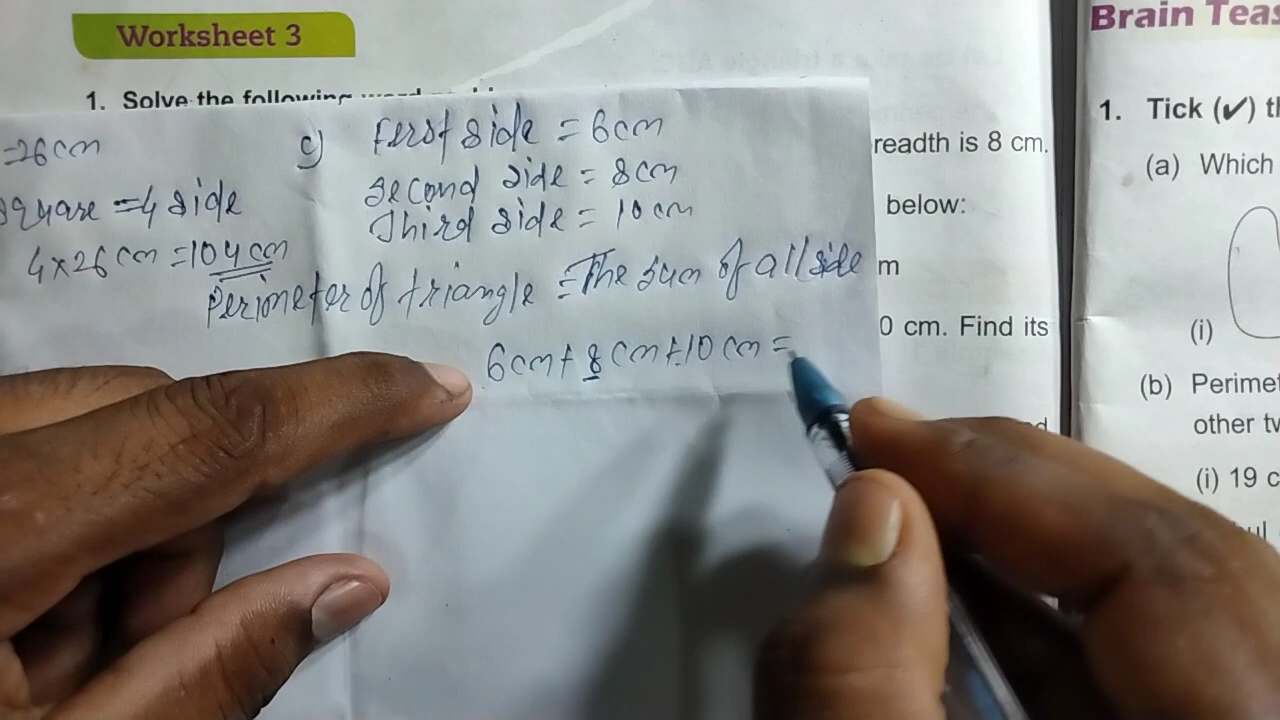 Worksheet 3
1. Solve the following word
=26cm
square =4 side
4×26cm =104cm
c) First side = 6cm
second side = 8cm
Third side = 10cm
Perimeter of triangle =The sum of all side
6cm+8cm+10cm=
readth is 8 cm.
below:
m
0 cm. Find its
Brain Teas
1. Tick (✔) th
(a) Which
(i)
(b) Perimet
other tw
(i) 19 c